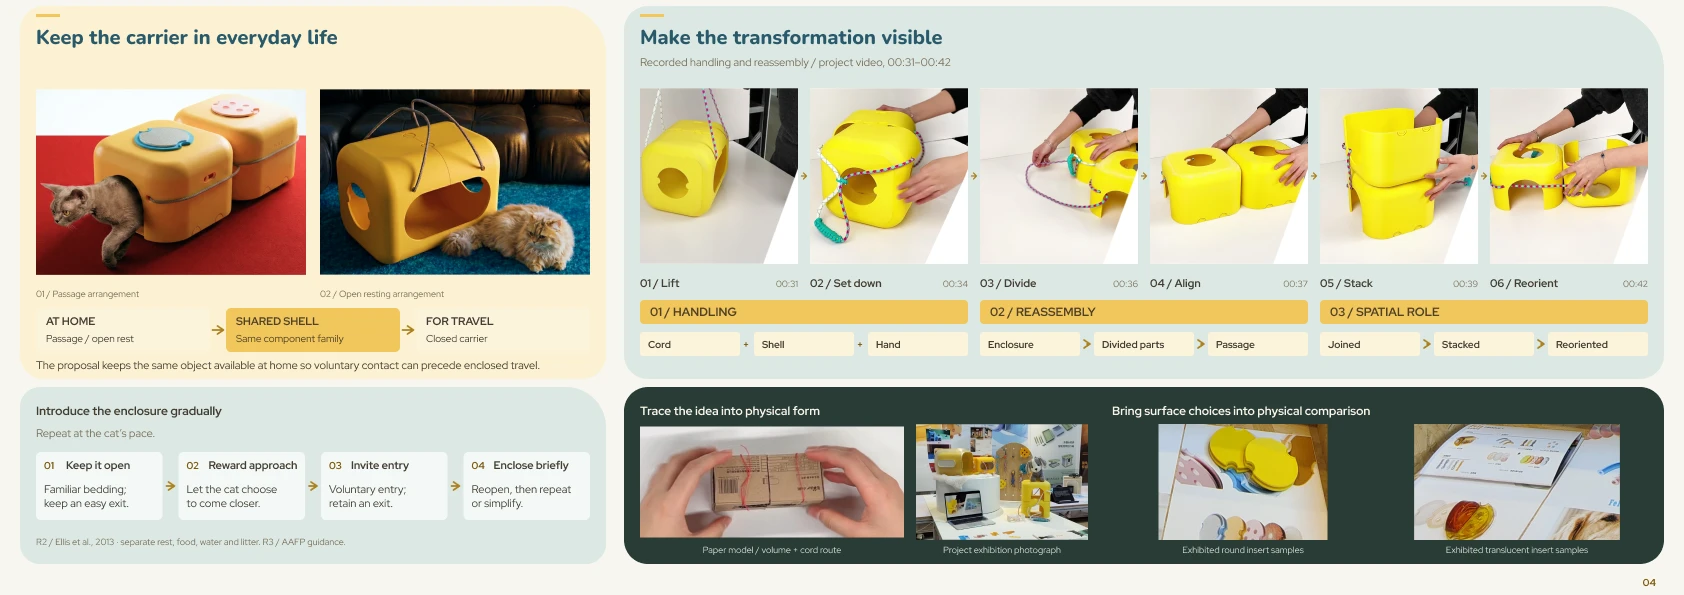 Keep the carrier in everyday life
01 / Passage arrangement
02 / Open resting arrangement
AT HOME
Passage / open rest
SHARED SHELL
Same component family
FOR TRAVEL
Closed carrier
The proposal keeps the same object available at home so voluntary contact can precede enclosed travel.
Make the transformation visible
Recorded handling and reassembly / project video, 00:31–00:42
01 / Lift 00:31
02 / Set down 00:34
03 / Divide 00:36
04 / Align 00:37
05 / Stack 00:39
06 / Reorient 00:42
01 / HANDLING
02 / REASSEMBLY
03 / SPATIAL ROLE
Cord + Shell + Hand
Enclosure
Divided parts
Passage
Joined
Stacked
Reoriented
Introduce the enclosure gradually
Repeat at the cat's pace.
01 Keep it open
Familiar bedding;
keep an easy exit.
02 Reward approach
Let the cat choose
to come closer.
03 Invite entry
Voluntary entry;
retain an exit.
04 Enclose briefly
Reopen, then repeat
or simplify.
R2 / Ellis et al., 2013 · separate rest, food, water and litter. R3 / AAFP guidance.
Trace the idea into physical form
Paper model / volume + cord route
Project exhibition photograph
Bring surface choices into physical comparison
Exhibited round insert samples
Exhibited translucent insert samples
04